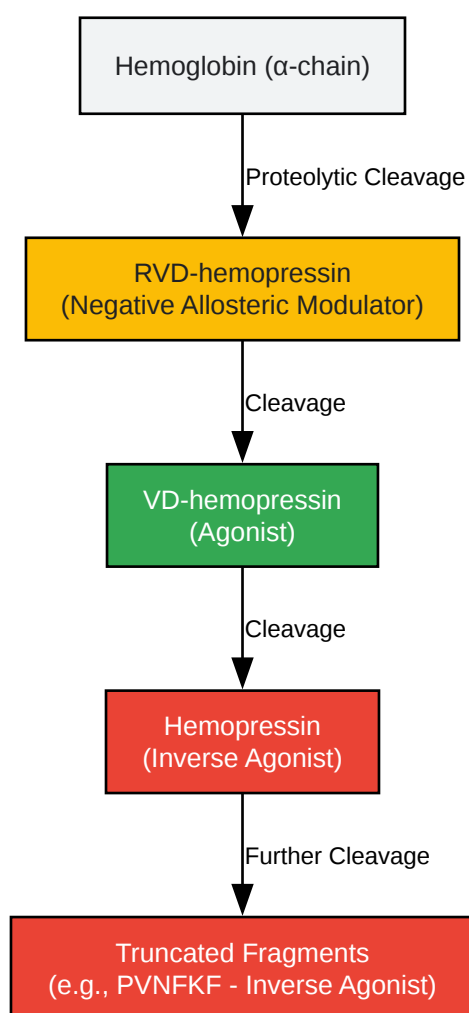 Hemoglobin (α-chain)
Proteolytic Cleavage
RVD-hemopressin
(Negative Allosteric Modulator)
Cleavage
VD-hemopressin
(Agonist)
Cleavage
Hemopressin
(Inverse Agonist)
Further Cleavage
Truncated Fragments
(e.g., PVNFKF - Inverse Agonist)